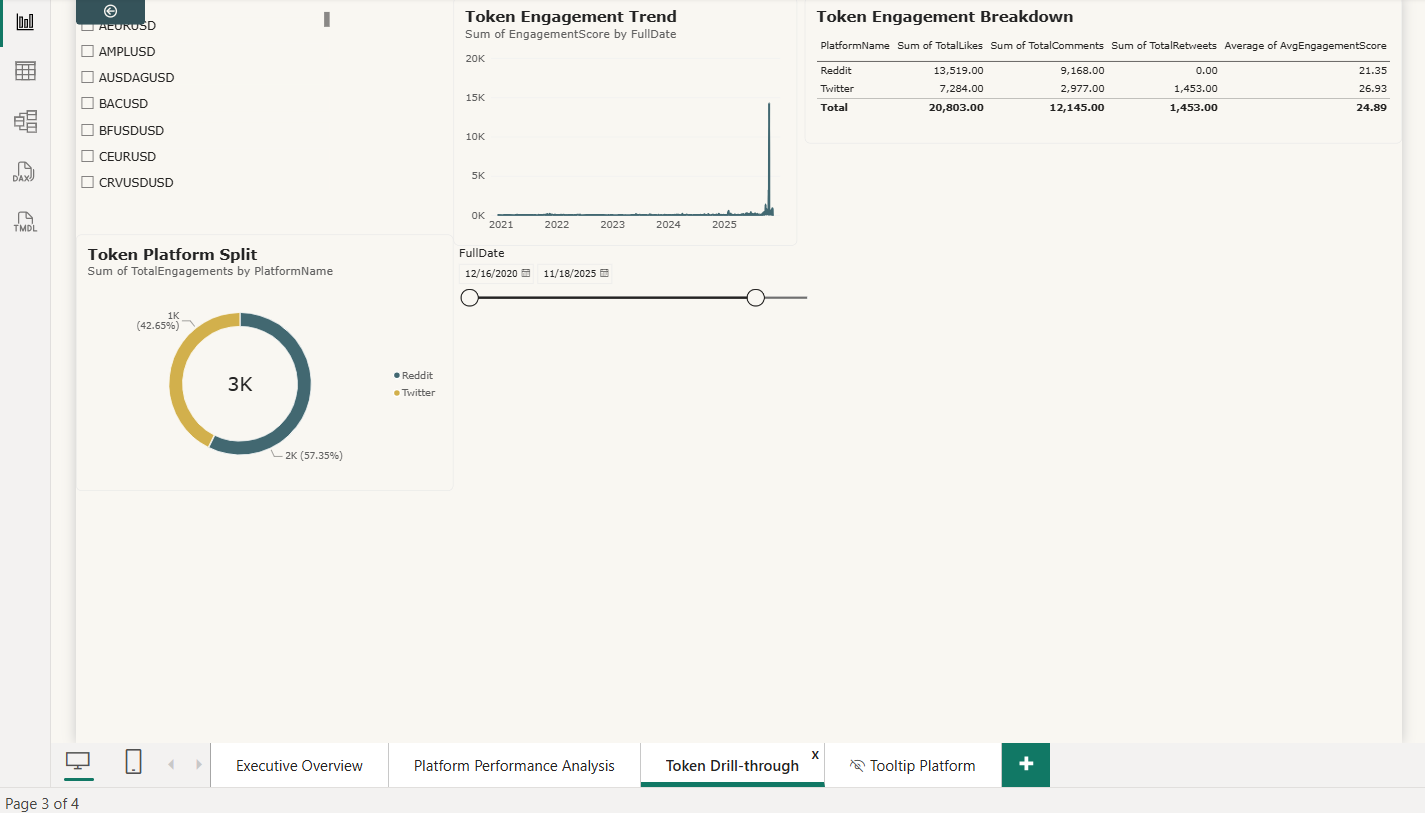 AEURUSD
AMPLUSD
AUSDAGUSD
BACUSD
BFUSDUSD
CEURUSD
CRVUSDUSD
Token Engagement Trend
Sum of EngagementScore by FullDate
20K
15K
10K
5K
0K
2021 2022 2023 2024 2025
Token Engagement Breakdown
PlatformName Sum of TotalLikes Sum of TotalComments Sum of TotalRetweets Average of AvgEngagementScore
Reddit 13,519.00 9,168.00 0.00 21.35
Twitter 7,284.00 2,977.00 1,453.00 26.93
Total 20,803.00 12,145.00 1,453.00 24.89
FullDate
12/16/2020 11/18/2025
Token Platform Split
Sum of TotalEngagements by PlatformName
1K
(42.65%)
3K
2K (57.35%)
Reddit
Twitter
DAX
TMDL
Executive Overview Platform Performance Analysis Token Drill-through x Tooltip Platform +
Page 3 of 4